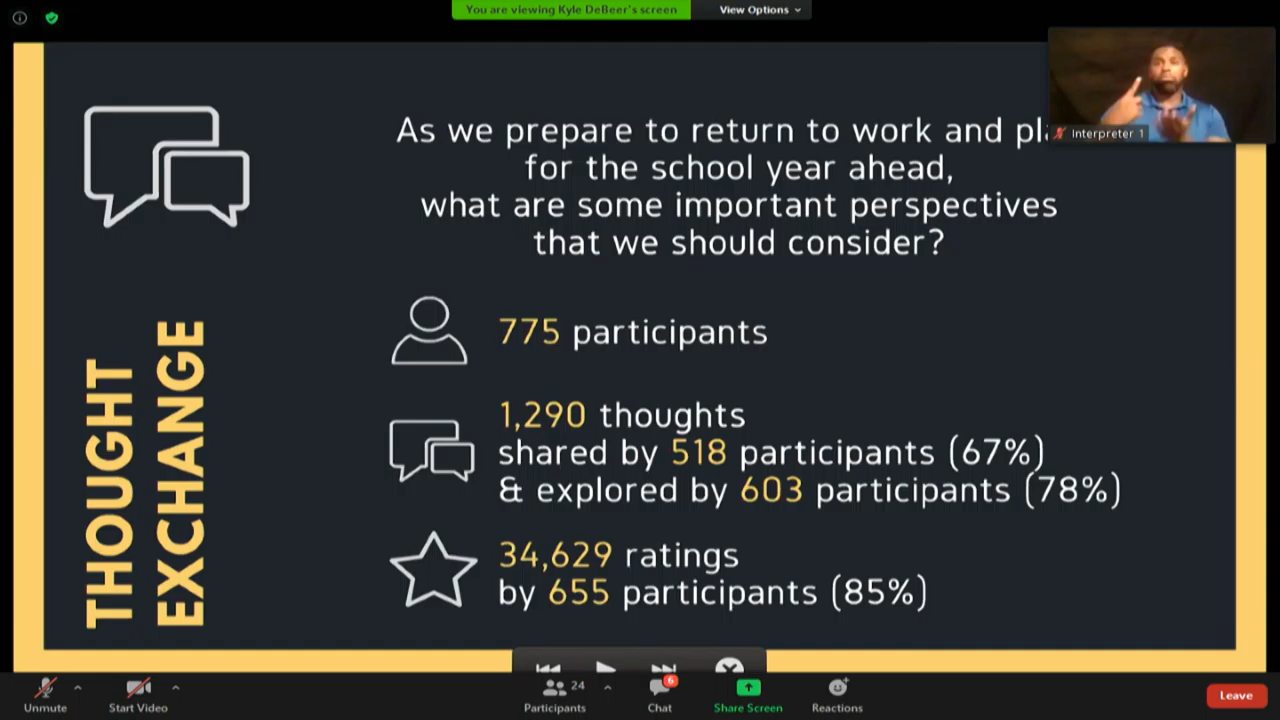 You are viewing Kyle DeBeer's screen
View Options
As we prepare to return to work and pl
for the school year ahead,
what are some important perspectives
that we should consider?
Interpreter 1
THOUGHT
EXCHANGE
775 participants
1,290 thoughts
shared by 518 participants (67%)
& explored by 603 participants (78%)
34,629 ratings
by 655 participants (85%)
Unmute
Start Video
24
Participants
6
Chat
Share Screen
Reactions
Leave